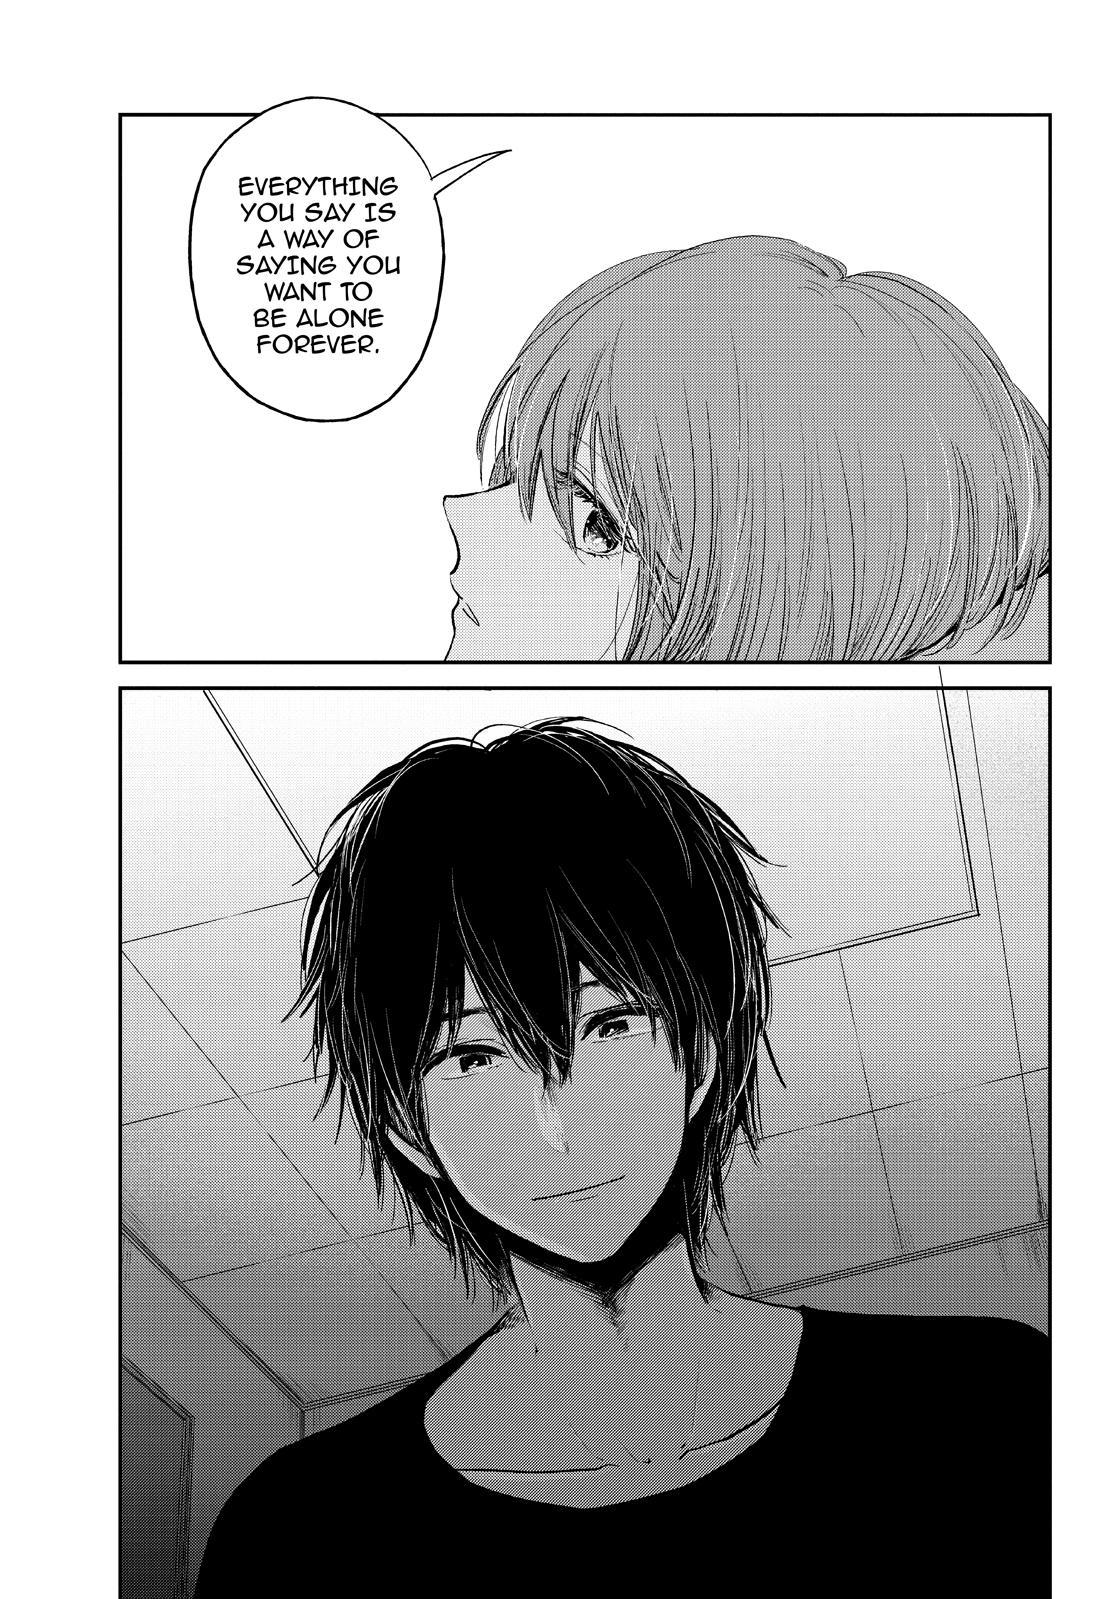 EVERYTHING
YOU SAY IS
A WAY OF
SAYING YOU
WANT TO
BE ALONE
FOREVER.